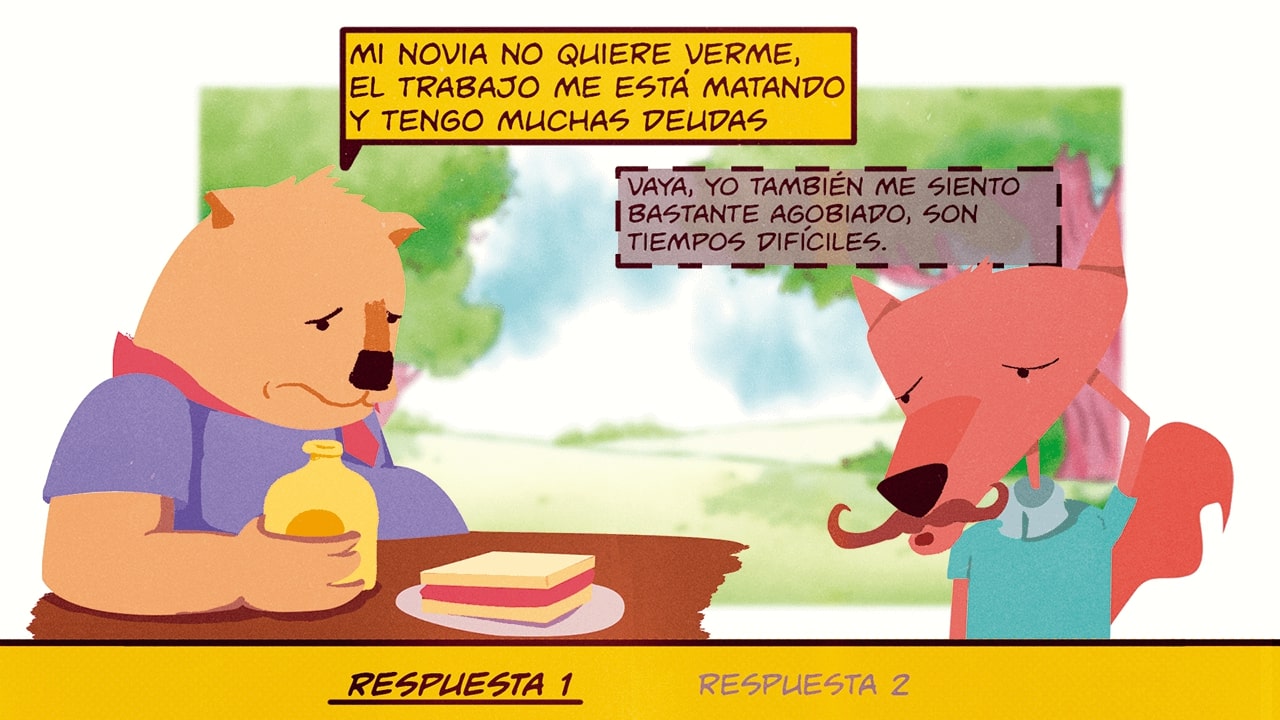 MI NOVIA NO QUIERE VERME,
EL TRABAJO ME ESTÁ MATANDO
Y TENGO MUCHAS DEUDAS
VAYA, YO TAMBIÉN ME SIENTO
BASTANTE AGOBIADO, SON
TIEMPOS DIFÍCILES.
RESPUESTA 1
RESPUESTA 2